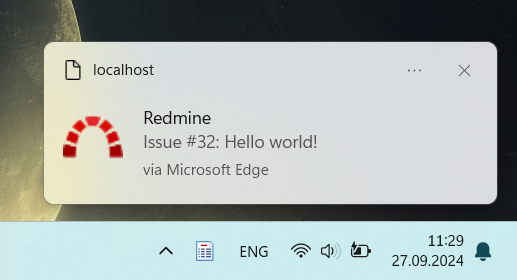 localhost
Redmine
Issue #32: Hello world!
via Microsoft Edge
ENG
11:29
27.09.2024